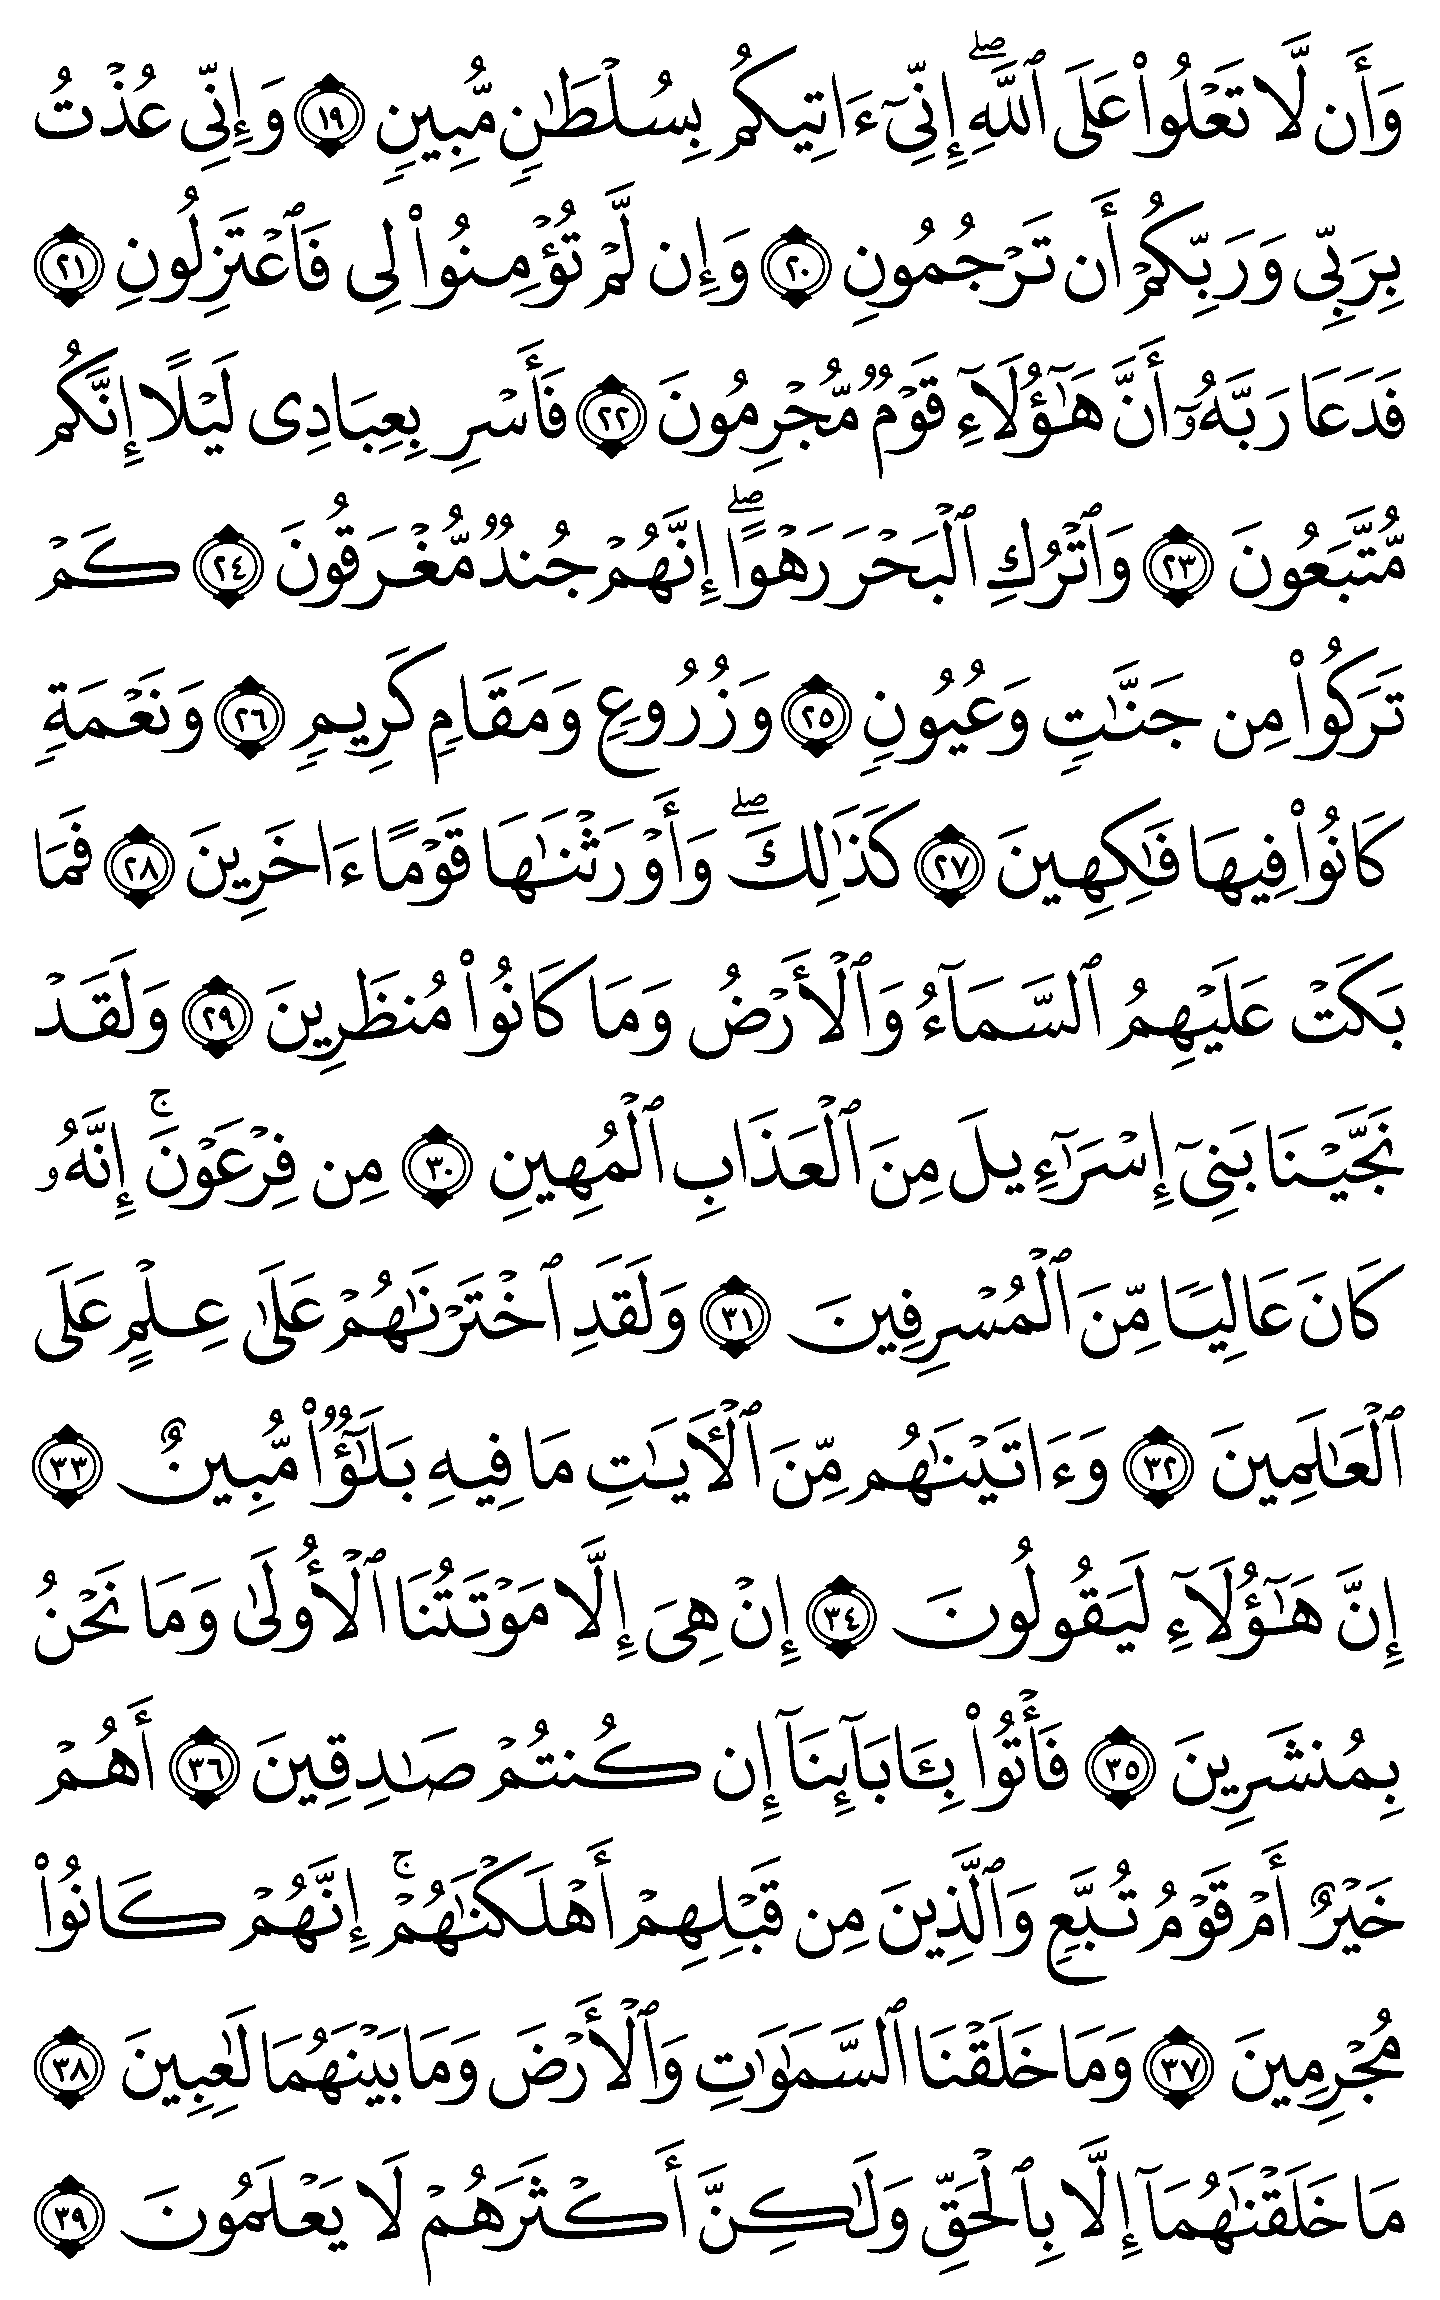 وَأَن لَّا تَعۡلُواْ عَلَى ٱللَّهِۖ إِنِّيٓ ءَاتِيكُم بِسُلۡطَٰنٖ مُّبِينٖ ١٩ وَإِنِّي عُذۡتُ
بِرَبِّي وَرَبِّكُمۡ أَن تَرۡجُمُونِ ٢٠ وَإِن لَّمۡ تُؤۡمِنُواْ لِي فَٱعۡتَزِلُونِ ٢١
فَدَعَا رَبَّهُۥٓ أَنَّ هَٰٓؤُلَآءِ قَوۡمٞ مُّجۡرِمُونَ ٢٢ فَأَسۡرِ بِعِبَادِي لَيۡلًا إِنَّكُم
مُّتَّبَعُونَ ٢٣ وَٱتۡرُكِ ٱلۡبَحۡرَ رَهۡوًاۖ إِنَّهُمۡ جُندٞ مُّغۡرَقُونَ ٢٤ كَمۡ
تَرَكُواْ مِن جَنَّٰتٖ وَعُيُونٖ ٢٥ وَزُرُوعٖ وَمَقَامٖ كَرِيمٖ ٢٦ وَنَعۡمَةٖ
كَانُواْ فِيهَا فَٰكِهِينَ ٢٧ كَذَٰلِكَۖ وَأَوۡرَثۡنَٰهَا قَوۡمًا ءَاخَرِينَ ٢٨ فَمَا
بَكَتۡ عَلَيۡهِمُ ٱلسَّمَآءُ وَٱلۡأَرۡضُ وَمَا كَانُواْ مُنظَرِينَ ٢٩ وَلَقَدۡ
نَجَّيۡنَا بَنِيٓ إِسۡرَٰٓءِيلَ مِنَ ٱلۡعَذَابِ ٱلۡمُهِينِ ٣٠ مِن فِرۡعَوۡنَۚ إِنَّهُۥ
كَانَ عَالِيٗا مِّنَ ٱلۡمُسۡرِفِينَ ٣١ وَلَقَدِ ٱخۡتَرۡنَٰهُمۡ عَلَىٰ عِلۡمٍ عَلَى
ٱلۡعَٰلَمِينَ ٣٢ وَءَاتَيۡنَٰهُم مِّنَ ٱلۡأٓيَٰتِ مَا فِيهِ بَلَٰٓؤٞاْ مُّبِينٌ ٣٣
إِنَّ هَٰٓؤُلَآءِ لَيَقُولُونَ ٣٤ إِنۡ هِيَ إِلَّا مَوۡتَتُنَا ٱلۡأُولَىٰ وَمَا نَحۡنُ
بِمُنشَرِينَ ٣٥ فَأۡتُواْ بِـَٔابَآئِنَآ إِن كُنتُمۡ صَٰدِقِينَ ٣٦ أَهُمۡ
خَيۡرٌ أَمۡ قَوۡمُ تُبَّعٖ وَٱلَّذِينَ مِن قَبۡلِهِمۡ أَهۡلَكۡنَٰهُمۡۚ إِنَّهُمۡ كَانُواْ
مُجۡرِمِينَ ٣٧ وَمَا خَلَقۡنَا ٱلسَّمَٰوَٰتِ وَٱلۡأَرۡضَ وَمَا بَيۡنَهُمَا لَٰعِبِينَ ٣٨
مَا خَلَقۡنَٰهُمَآ إِلَّا بِٱلۡحَقِّ وَلَٰكِنَّ أَكۡثَرَهُمۡ لَا يَعۡلَمُونَ ٣٩